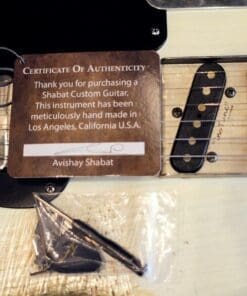 CERTIFICATE OF AUTHENTICITY
Thank you for purchasing a
Shabat Custom Guitar.
This instrument has been
meticulously hand made in
Los Angeles, California U.S.A.
Avishay Shabat